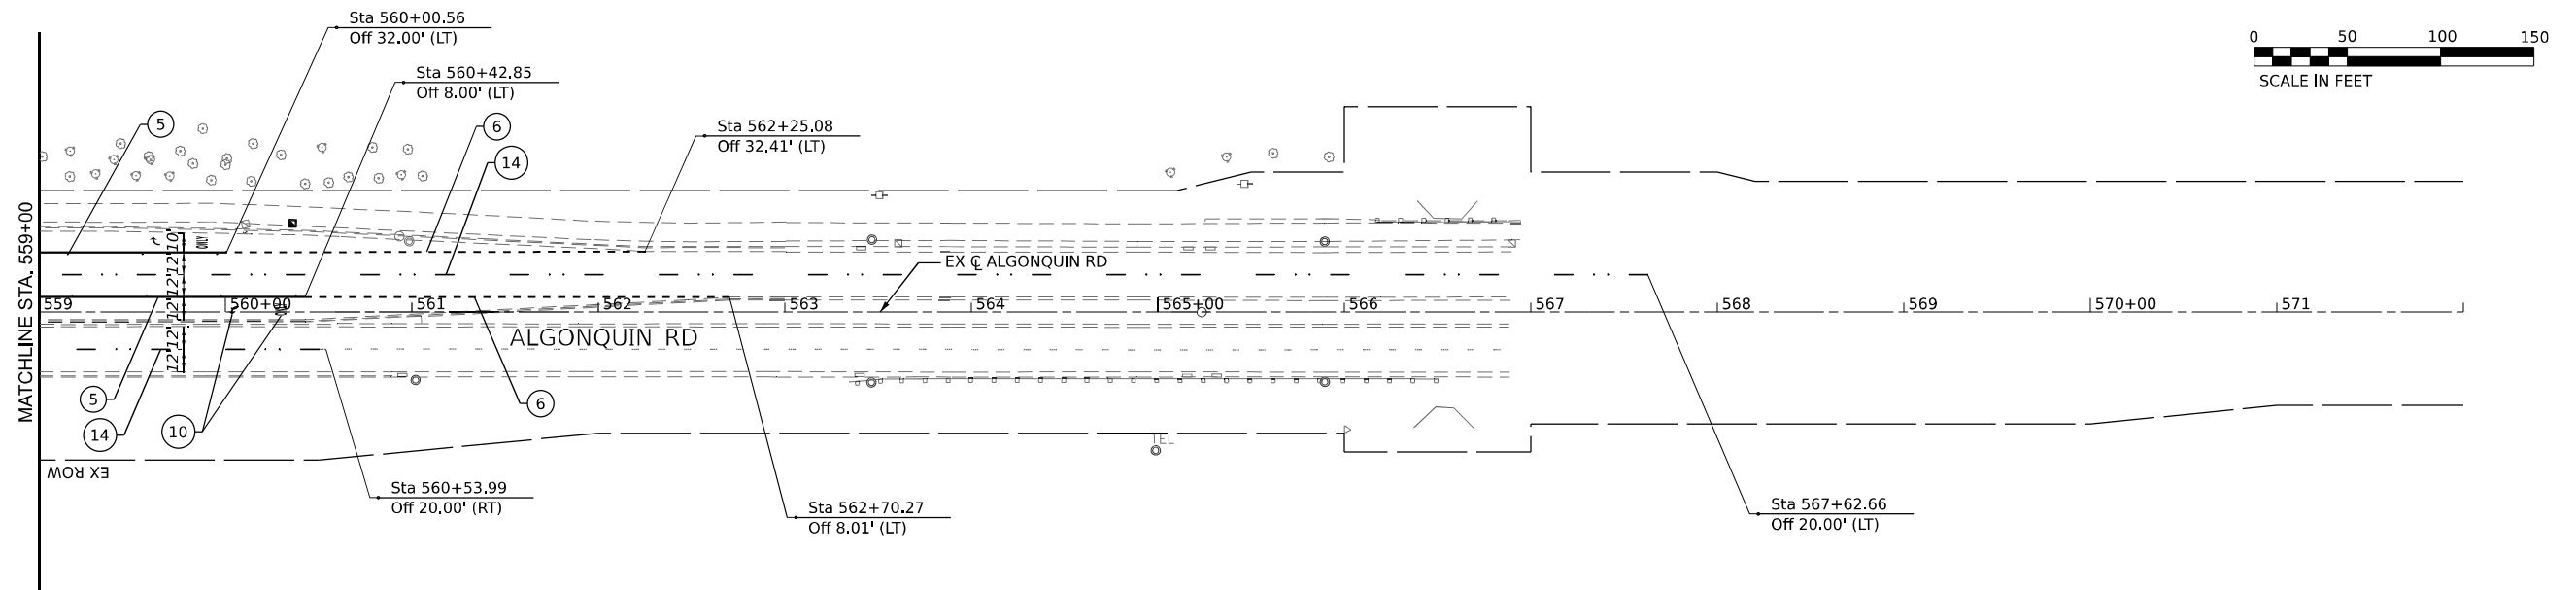 Sta 560+00.56
Off 32.00' (LT)
Sta 560+42.85
Off 8.00' (LT)
0 50 100 150
SCALE IN FEET
5
6
14
Sta 562+25.08
Off 32.41' (LT)
MATCHLINE STA. 559+00
10'
12'
12'
12'
12'
12'
12'
ONLY
EX ℄ ALGONQUIN RD
559 560+00 561 562 563 564 565+00 566 567 568 569 570+00 571
ALGONQUIN RD
5
14
10
6
TEL
EX ROW
Sta 560+53.99
Off 20.00' (RT)
Sta 562+70.27
Off 8.01' (LT)
Sta 567+62.66
Off 20.00' (LT)